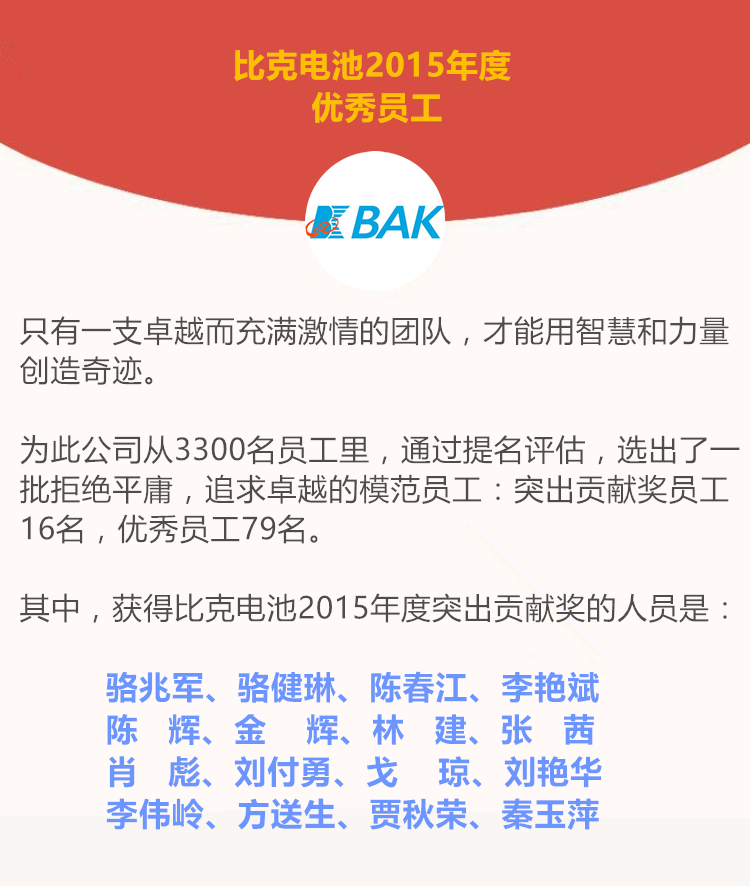 比克电池2015年度
优秀员工
BAK
只有一支卓越而充满激情的团队，才能用智慧和力量
创造奇迹。
为此公司从3300名员工里，通过提名评估，选出了一
批拒绝平庸，追求卓越的模范员工：突出贡献奖员工
16名，优秀员工79名。
其中，获得比克电池2015年度突出贡献奖的人员是：
骆兆军、骆健琳、陈春江、李艳斌
陈 辉、金 辉、林 建、张 茜
肖 彪、刘付勇、戈 琼、刘艳华
李伟岭、方送生、贾秋荣、秦玉萍